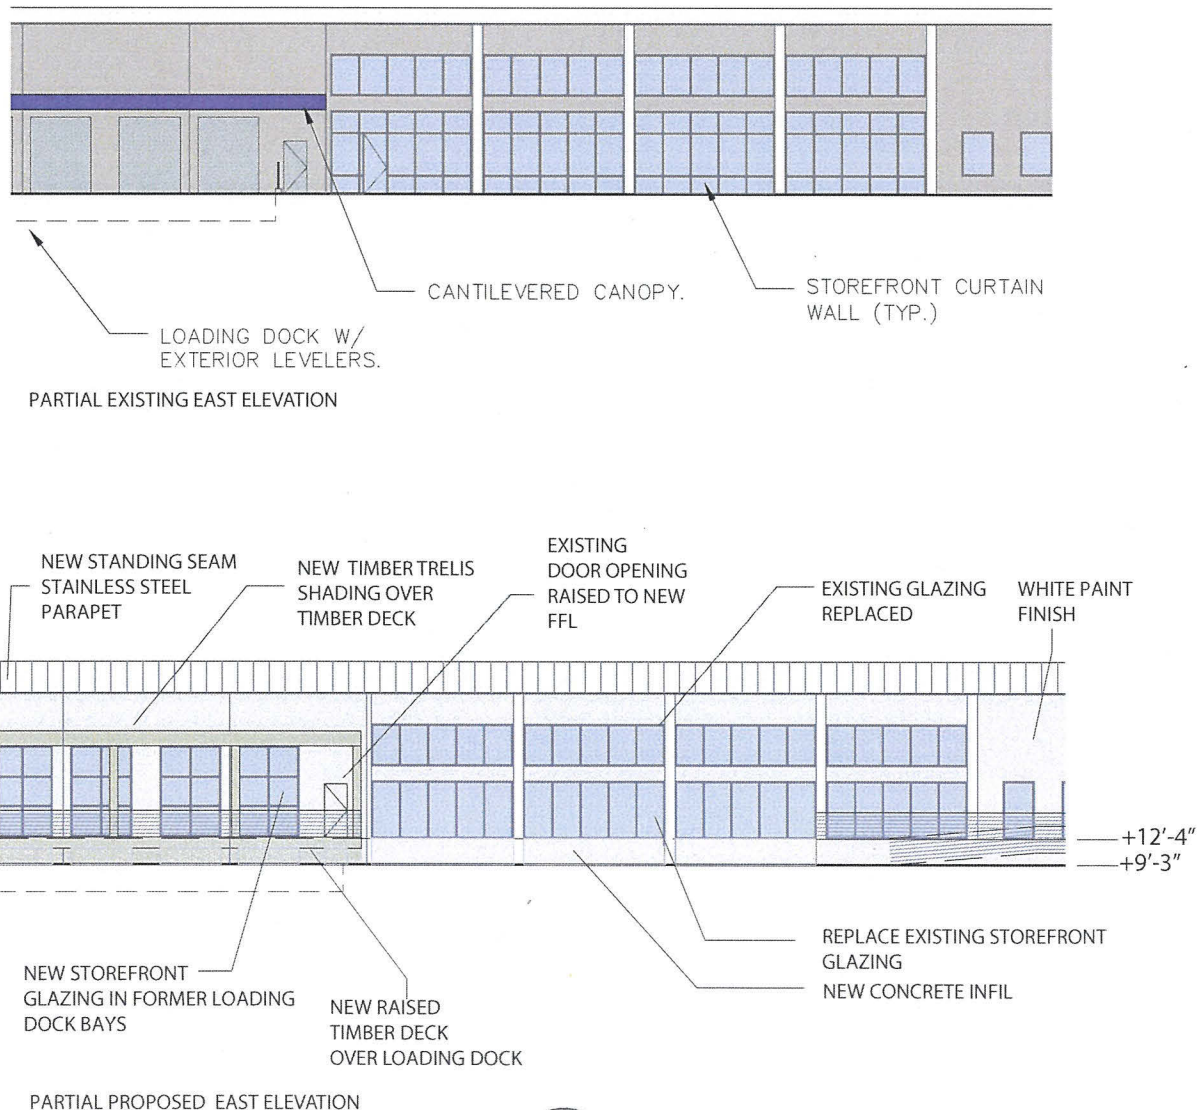 CANTILEVERED CANOPY.
STOREFRONT CURTAIN
WALL (TYP.)
LOADING DOCK W/
EXTERIOR LEVELERS.
PARTIAL EXISTING EAST ELEVATION
NEW STANDING SEAM
STAINLESS STEEL
PARAPET
NEW TIMBER TRELIS
SHADING OVER
TIMBER DECK
EXISTING
DOOR OPENING
RAISED TO NEW
FFL
EXISTING GLAZING
REPLACED
WHITE PAINT
FINISH
+12'-4"
+9'-3"
NEW STOREFRONT
GLAZING IN FORMER LOADING
DOCK BAYS
NEW RAISED
TIMBER DECK
OVER LOADING DOCK
REPLACE EXISTING STOREFRONT
GLAZING
NEW CONCRETE INFIL
PARTIAL PROPOSED EAST ELEVATION